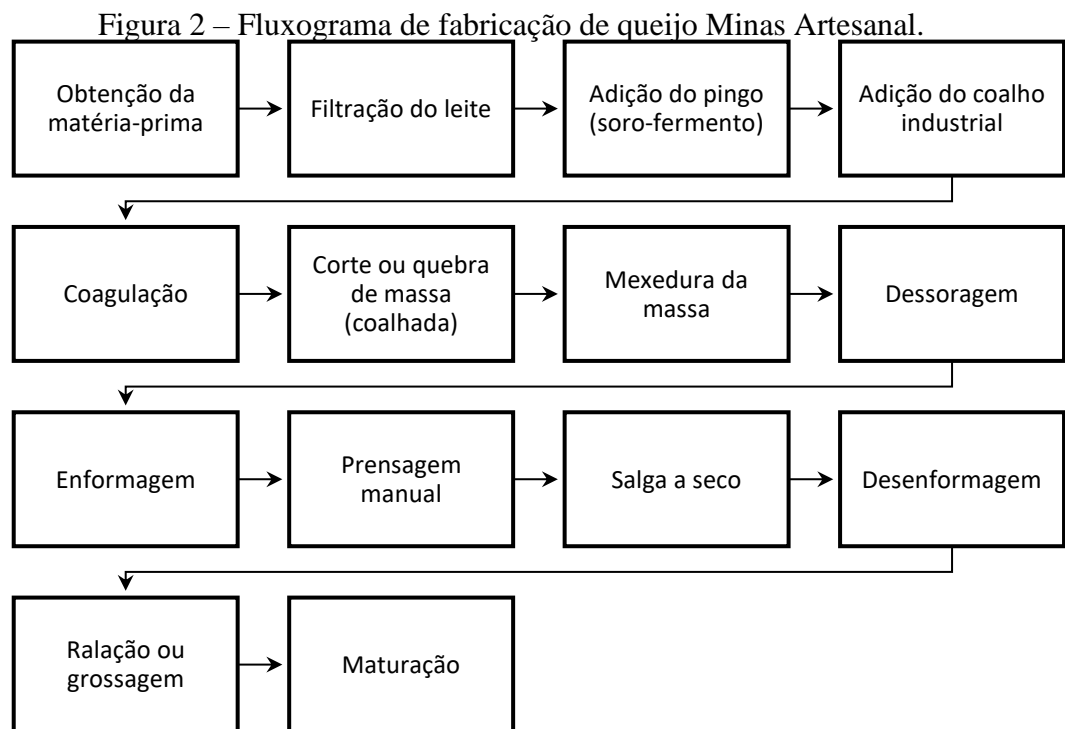 Figura 2 – Fluxograma de fabricação de queijo Minas Artesanal.
Obtenção da
matéria-prima
Filtração do leite
Adição do pingo
(soro-fermento)
Adição do coalho
industrial
Coagulação
Corte ou quebra
de massa
(coalhada)
Mexedura da
massa
Dessoragem
Enformagem
Prensagem
manual
Salga a seco
Desenformagem
Ralação ou
grossagem
Maturação